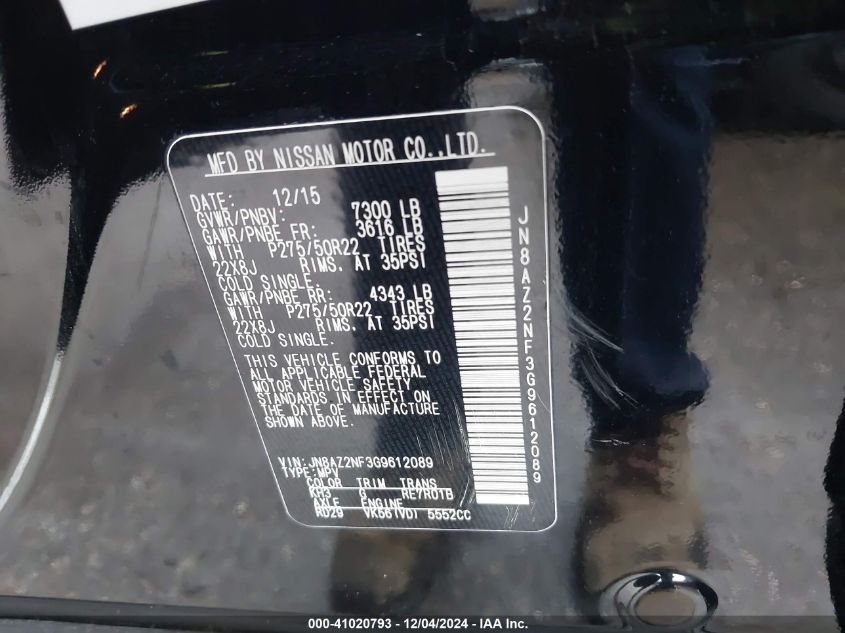 MFD BY NISSAN MOTOR CO.,LTD.
DATE: 12/15
GVWR/PNBV: 7300 LB
GAWR/PNBE FR: 3616 LB
WITH P275/50R22 TIRES
22X8J RIMS. AT 35PSI
COLD SINGLE.
GAWR/PNBE RR: 4343 LB
WITH P275/50R22 TIRES
22X8J RIMS. AT 35PSI
COLD SINGLE.
THIS VEHICLE CONFORMS TO
ALL APPLICABLE FEDERAL
MOTOR VEHICLE SAFETY
STANDARDS IN EFFECT ON
THE DATE OF MANUFACTURE
SHOWN ABOVE.
VIN:JN8AZ2NF3G9612089
TYPE:MPV
COLOR TRIM TRANS
KH3 G RE7R01B
AXLE ENGINE
RD29 VK56(VD) 5552CC
JN8AZ2NF3G9612089
000-41020793 - 12/04/2024 - IAA Inc.